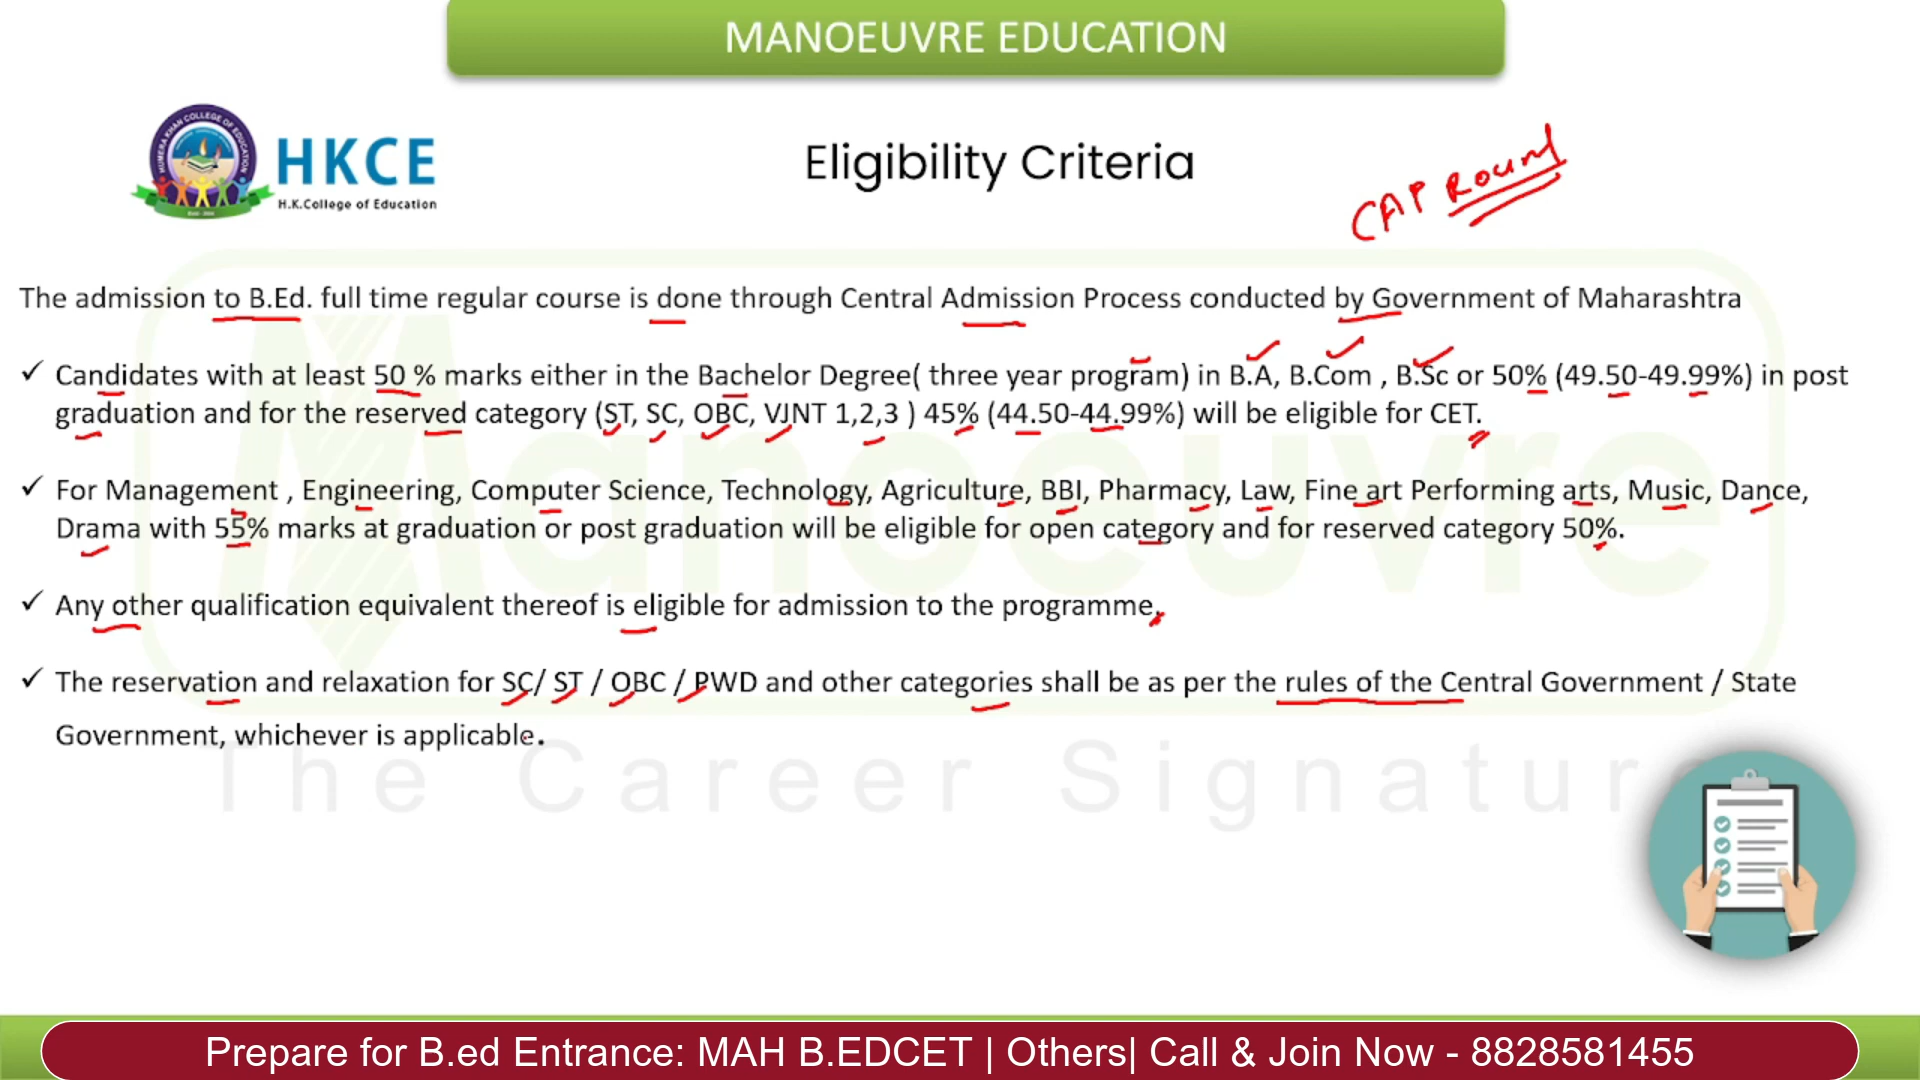 MANOEUVRE EDUCATION
HUMERA KHAN COLLEGE OF EDUCATION
HKCE
H.K.College of Education
Eligibility Criteria
CAP Round
The admission to B.Ed. full time regular course is done through Central Admission Process conducted by Government of Maharashtra
✓ Candidates with at least 50 % marks either in the Bachelor Degree( three year program) in B.A, B.Com , B.Sc or 50% (49.50-49.99%) in post
graduation and for the reserved category (ST, SC, OBC, VJNT 1,2,3 ) 45% (44.50-44.99%) will be eligible for CET.
✓ For Management , Engineering, Computer Science, Technology, Agriculture, BBI, Pharmacy, Law, Fine art Performing arts, Music, Dance,
Drama with 55% marks at graduation or post graduation will be eligible for open category and for reserved category 50%.
✓ Any other qualification equivalent thereof is eligible for admission to the programme.
✓ The reservation and relaxation for SC/ ST / OBC / PWD and other categories shall be as per the rules of the Central Government / State
Government, whichever is applicable.
Manoeuvre
The Career Signature
Prepare for B.ed Entrance: MAH B.EDCET | Others| Call & Join Now - 8828581455